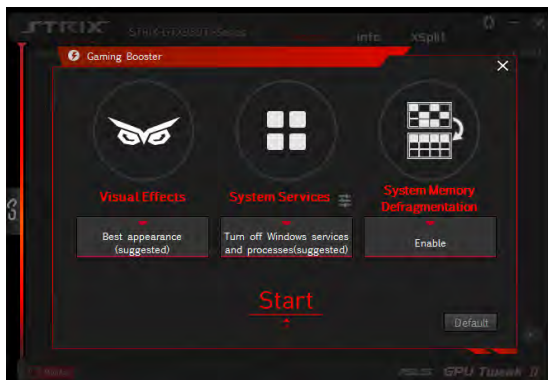 STRIX
Info
XSplit
Gaming Booster
Visual Effects
System Services
System Memory
Defragmentation
Best appearance
(suggested)
Turn off Windows services
and processes(suggested)
Enable
Start
Default
ASUS GPU Tweak II